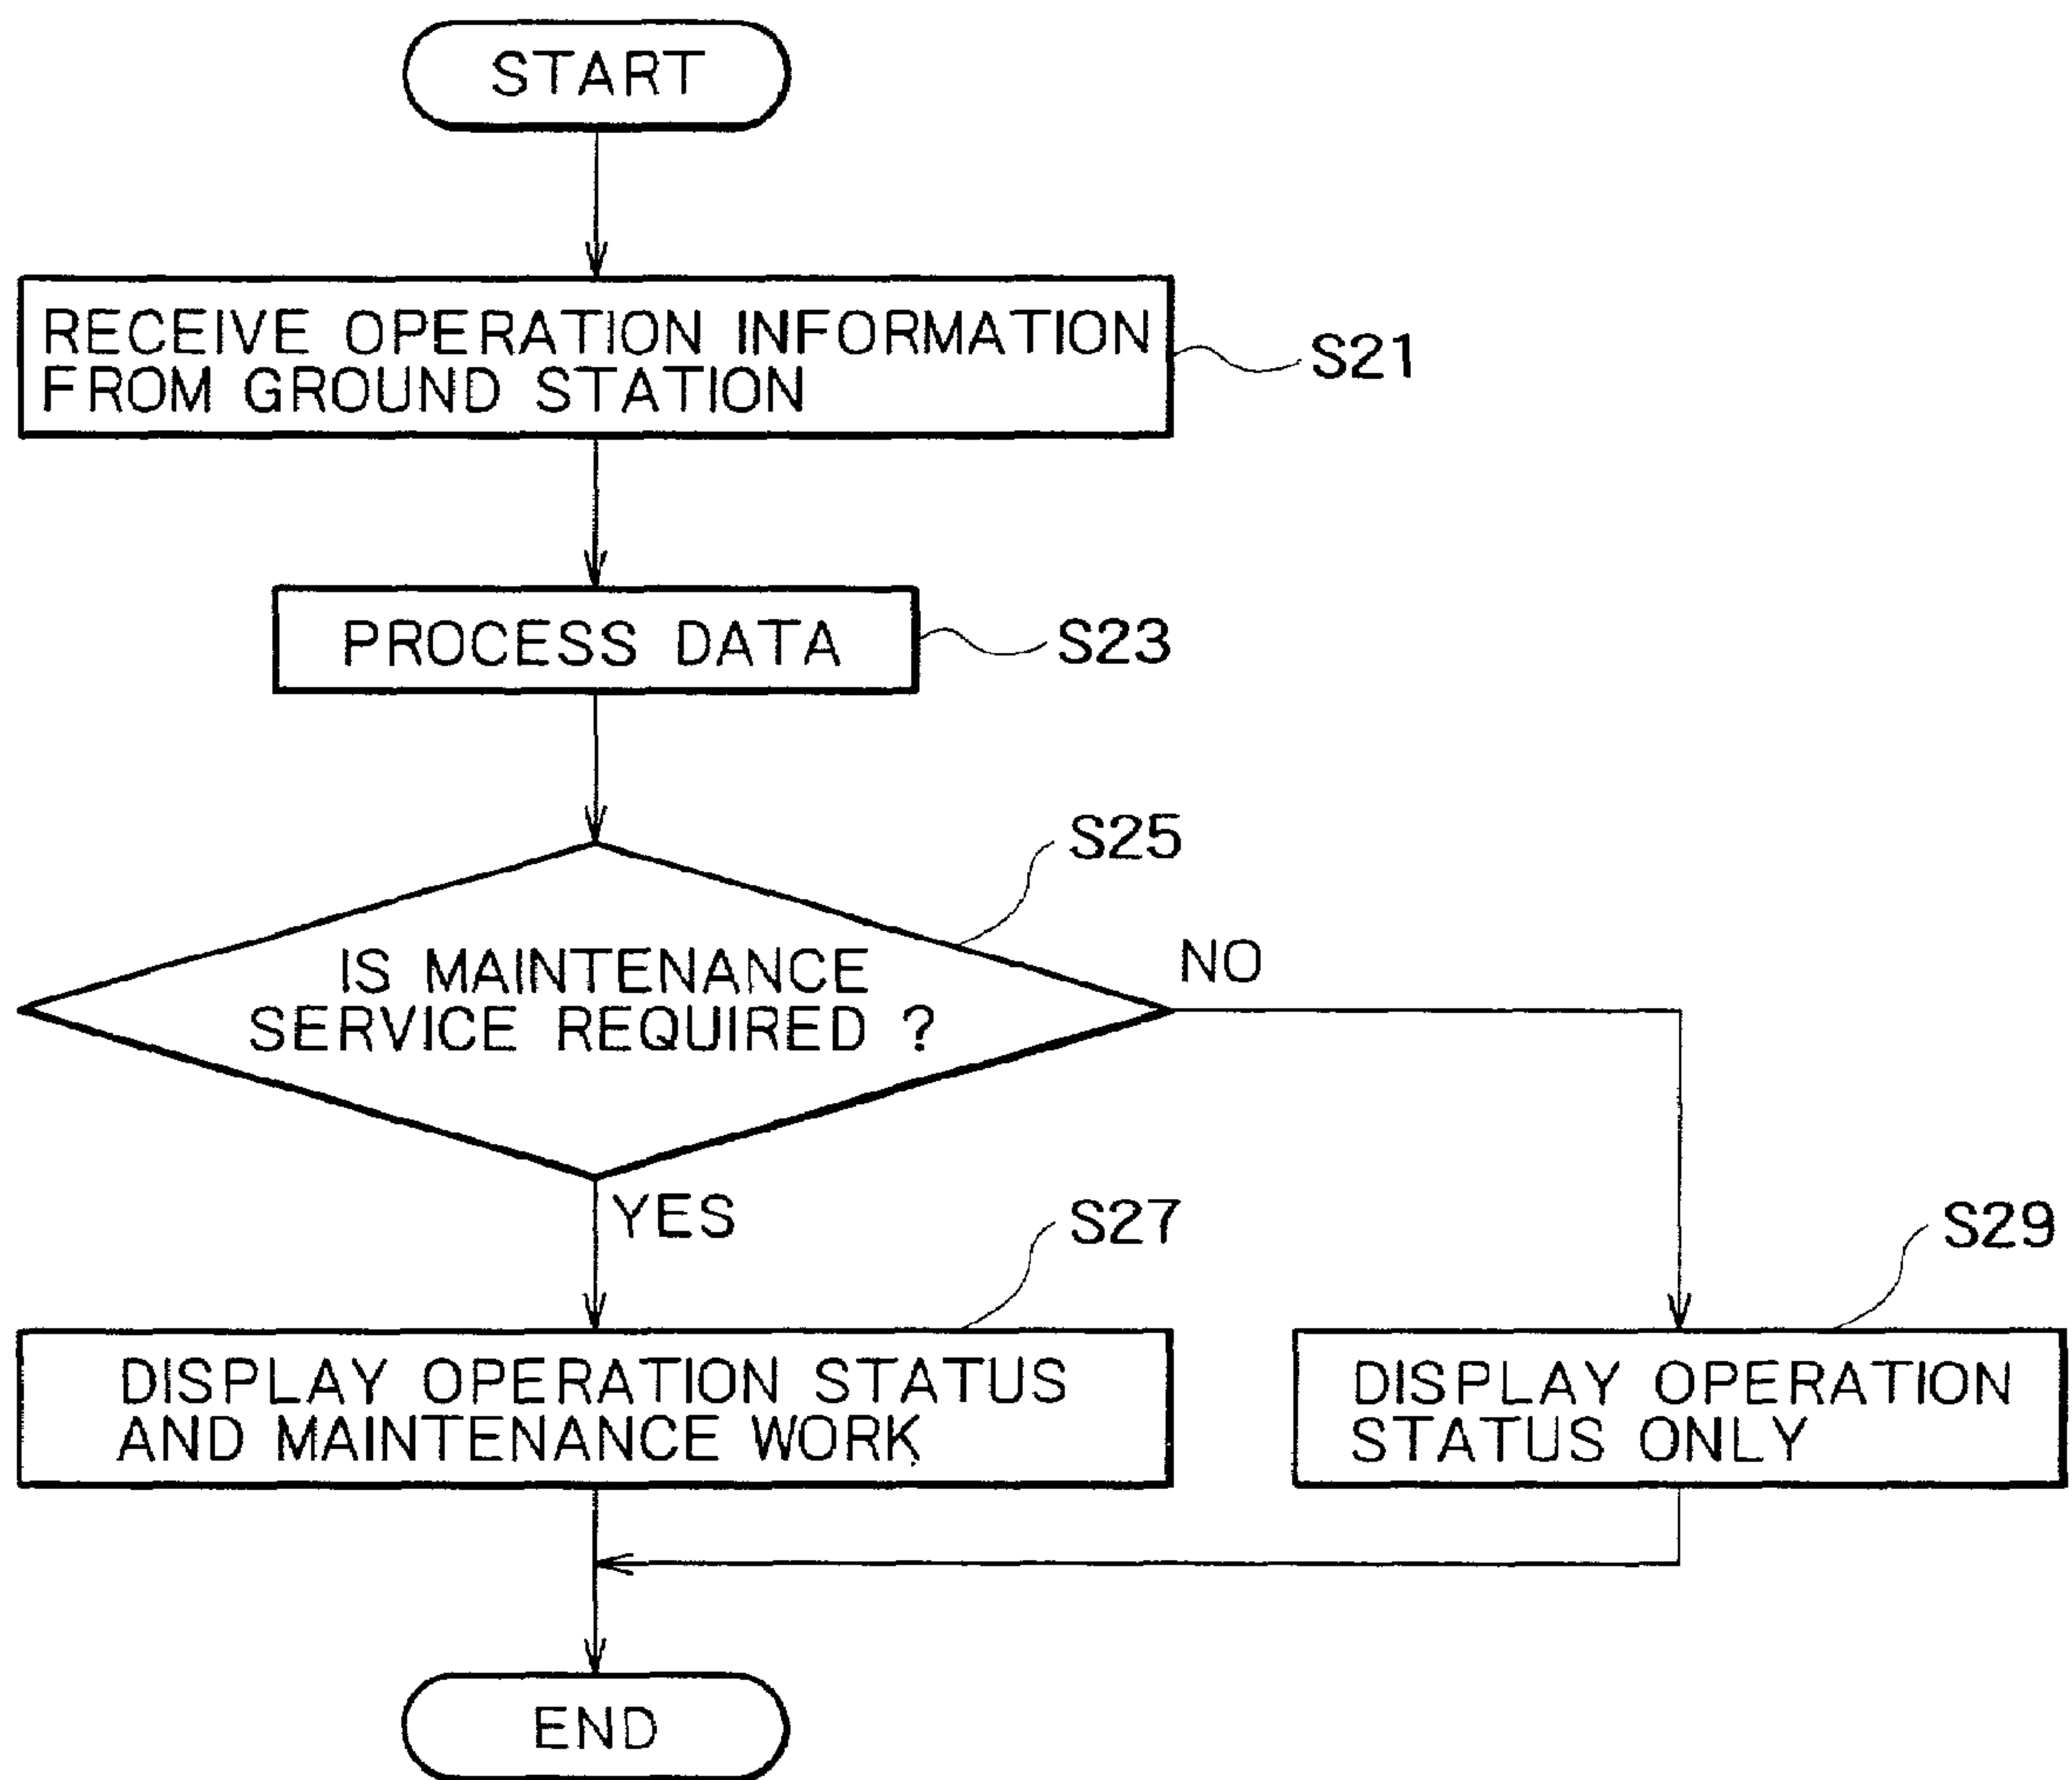 START
RECEIVE OPERATION INFORMATION
FROM GROUND STATION
S21
PROCESS DATA
S23
S25
IS MAINTENANCE
SERVICE REQUIRED ?
NO
YES
S27
S29
DISPLAY OPERATION STATUS
AND MAINTENANCE WORK
DISPLAY OPERATION
STATUS ONLY
END